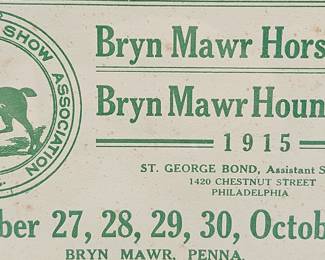 SHOW ASSOCIATION
Bryn Mawr Hors
Bryn Mawr Houn
1915
ST. GEORGE BOND, Assistant S
1420 CHESTNUT STREET
PHILADELPHIA
ber 27, 28, 29, 30, Octob
BRYN MAWR, PENNA.